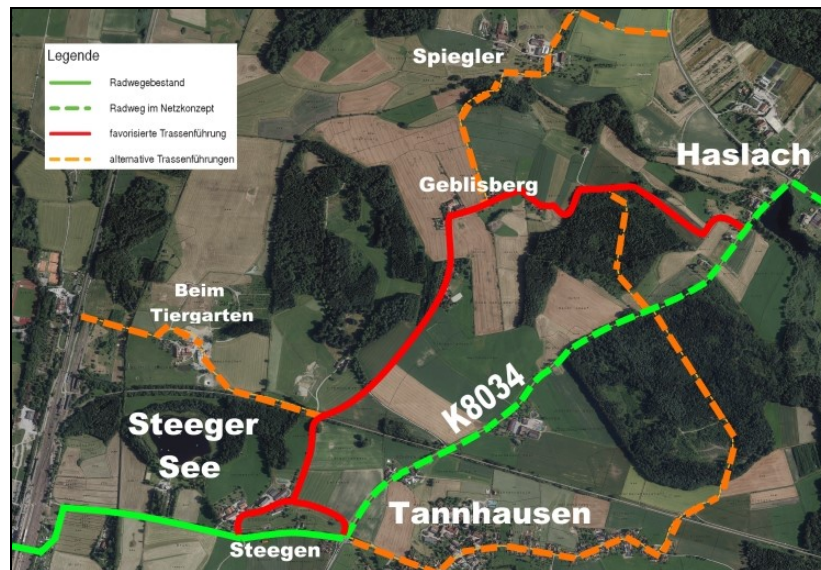 Legende
Radwegebestand
Radweg im Netzkonzept
favorisierte Trassenführung
alternative Trassenführungen
Spiegler
Haslach
Geblisberg
Beim
Tiergarten
K8034
Steeger
See
Tannhausen
Steegen